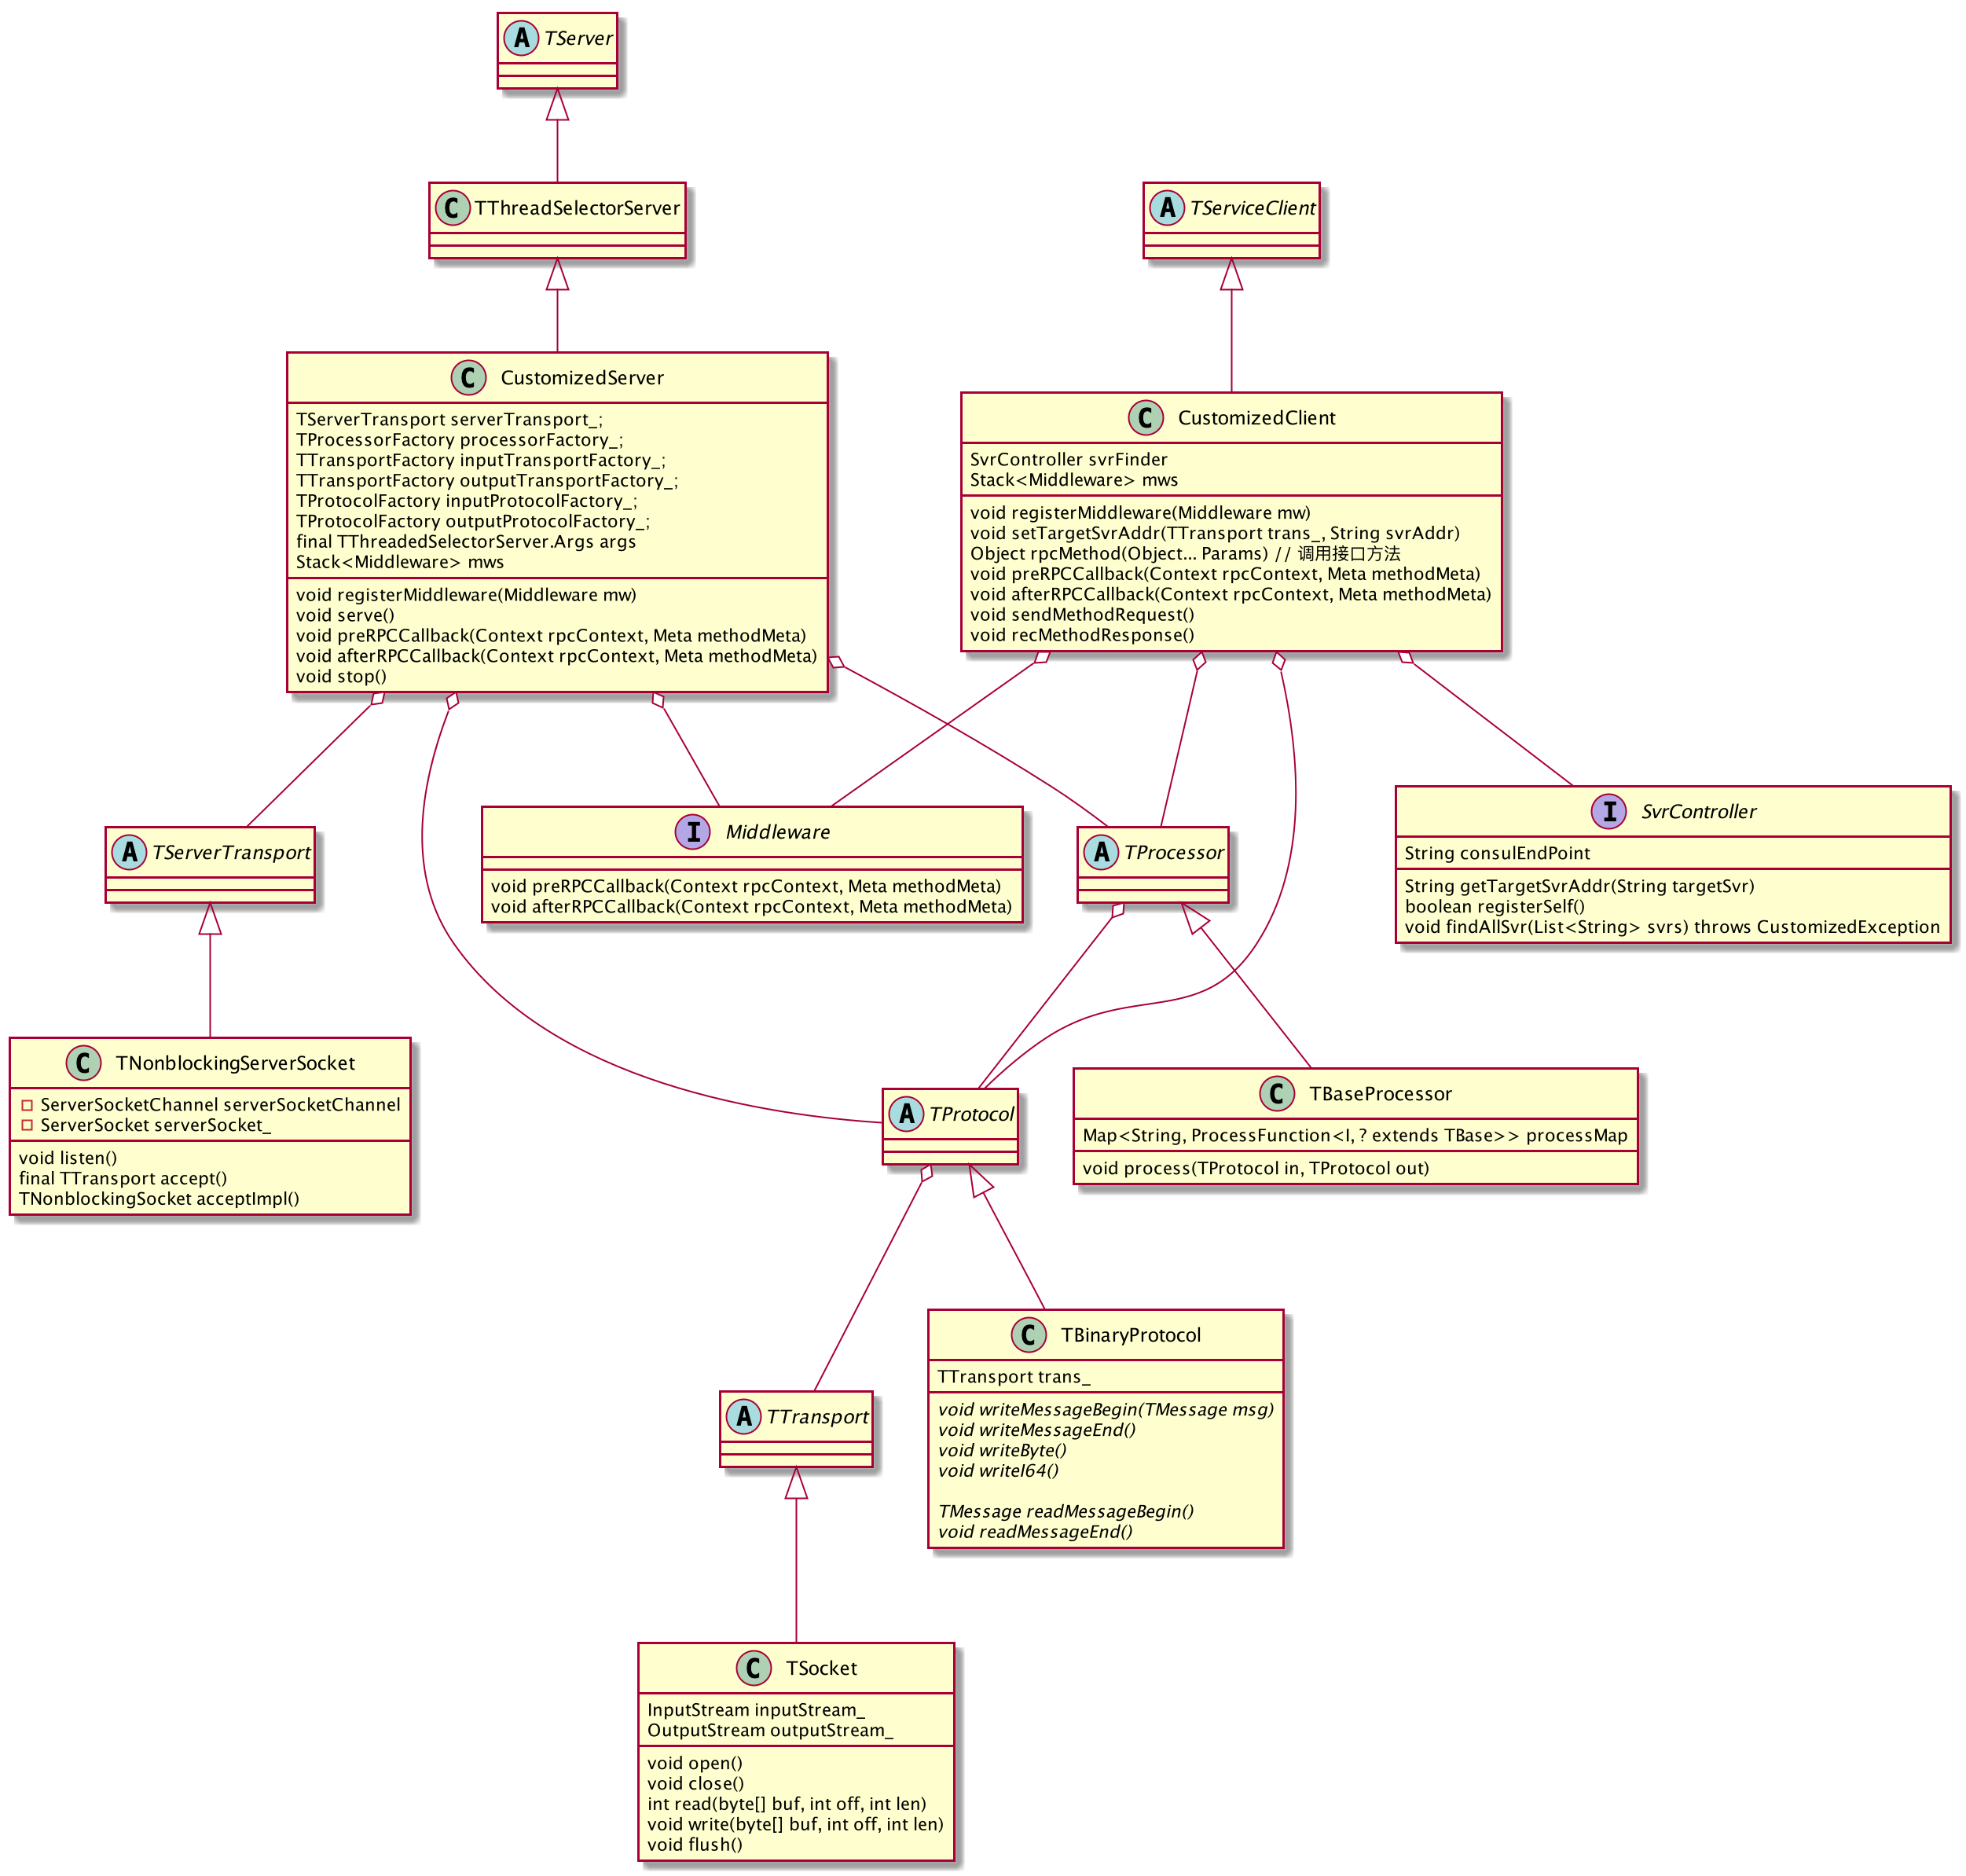 A TServer
C TThreadSelectorServer
A TServiceClient
C CustomizedServer
TServerTransport serverTransport_;
TProcessorFactory processorFactory_;
TTransportFactory inputTransportFactory_;
TTransportFactory outputTransportFactory_;
TProtocolFactory inputProtocolFactory_;
TProtocolFactory outputProtocolFactory_;
final TThreadedSelectorServer.Args args
Stack<Middleware> mws
void registerMiddleware(Middleware mw)
void serve()
void preRPCCallback(Context rpcContext, Meta methodMeta)
void afterRPCCallback(Context rpcContext, Meta methodMeta)
void stop()
C CustomizedClient
SvrController svrFinder
Stack<Middleware> mws
void registerMiddleware(Middleware mw)
void setTargetSvrAddr(TTransport trans_, String svrAddr)
Object rpcMethod(Object... Params) // 调用接口方法
void preRPCCallback(Context rpcContext, Meta methodMeta)
void afterRPCCallback(Context rpcContext, Meta methodMeta)
void sendMethodRequest()
void recMethodResponse()
A TServerTransport
I Middleware
void preRPCCallback(Context rpcContext, Meta methodMeta)
void afterRPCCallback(Context rpcContext, Meta methodMeta)
A TProcessor
I SvrController
String consulEndPoint
String getTargetSvrAddr(String targetSvr)
boolean registerSelf()
void findAllSvr(List<String> svrs) throws CustomizedException
C TNonblockingServerSocket
ServerSocketChannel serverSocketChannel
ServerSocket serverSocket_
void listen()
final TTransport accept()
TNonblockingSocket acceptImpl()
A TProtocol
C TBaseProcessor
Map<String, ProcessFunction<I, ? extends TBase>> processMap
void process(TProtocol in, TProtocol out)
A TTransport
C TBinaryProtocol
TTransport trans_
void writeMessageBegin(TMessage msg)
void writeMessageEnd()
void writeByte()
void writeI64()
TMessage readMessageBegin()
void readMessageEnd()
C TSocket
InputStream inputStream_
OutputStream outputStream_
void open()
void close()
int read(byte[] buf, int off, int len)
void write(byte[] buf, int off, int len)
void flush()